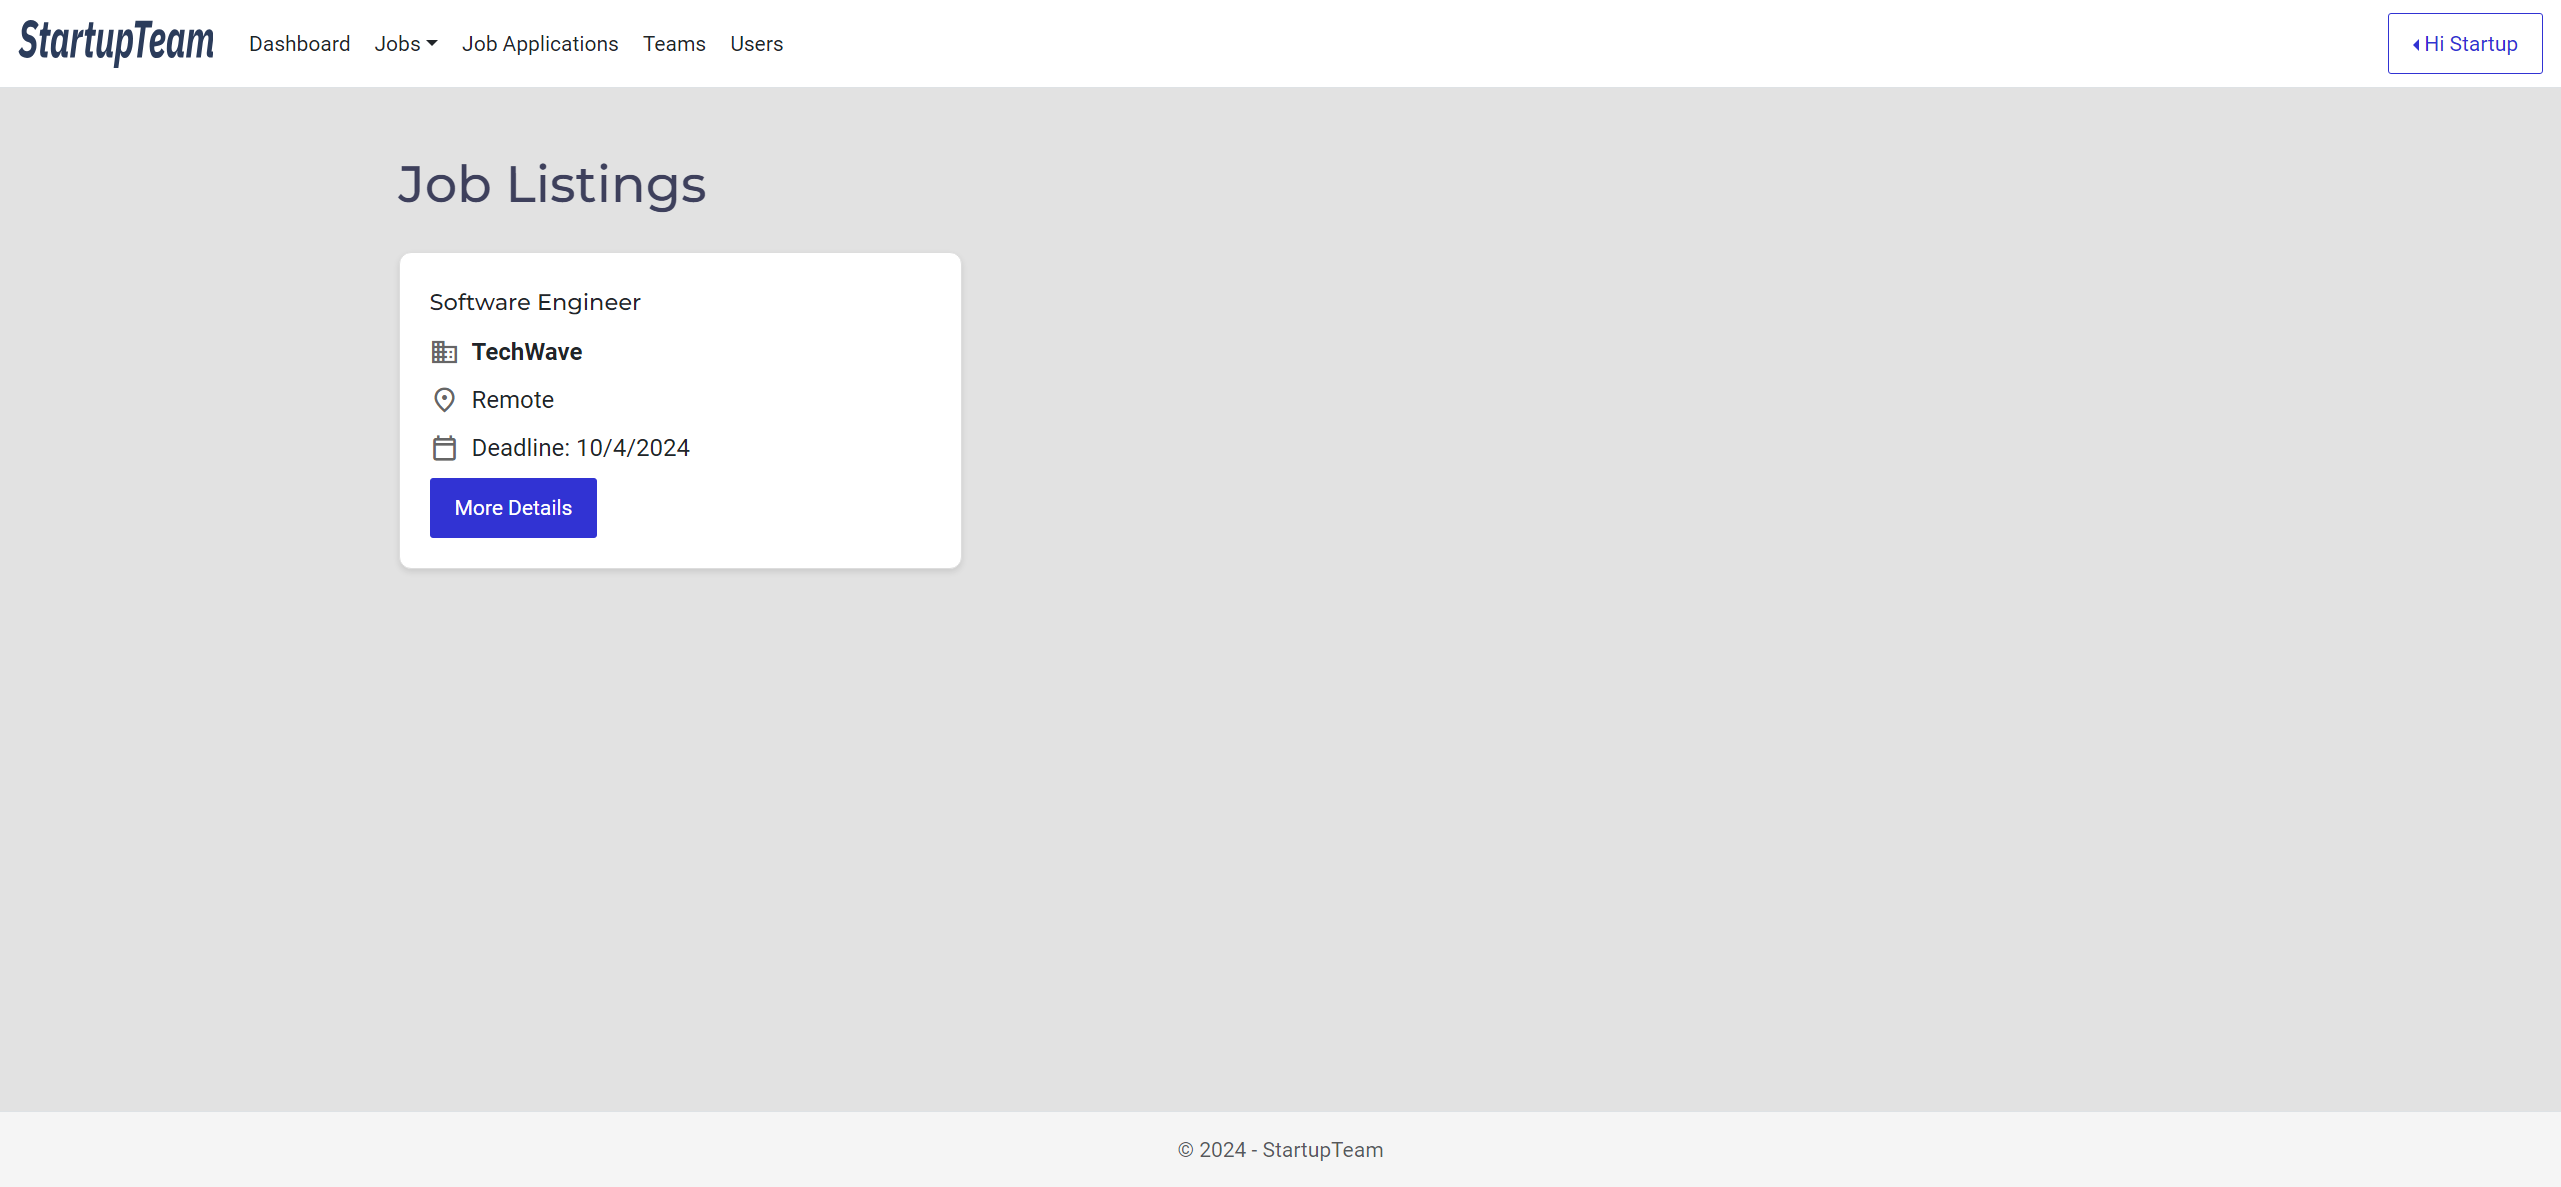 StartupTeam Dashboard Jobs Job Applications Teams Users Hi Startup
Job Listings
Software Engineer
TechWave
Remote
Deadline: 10/4/2024
More Details
© 2024 - StartupTeam